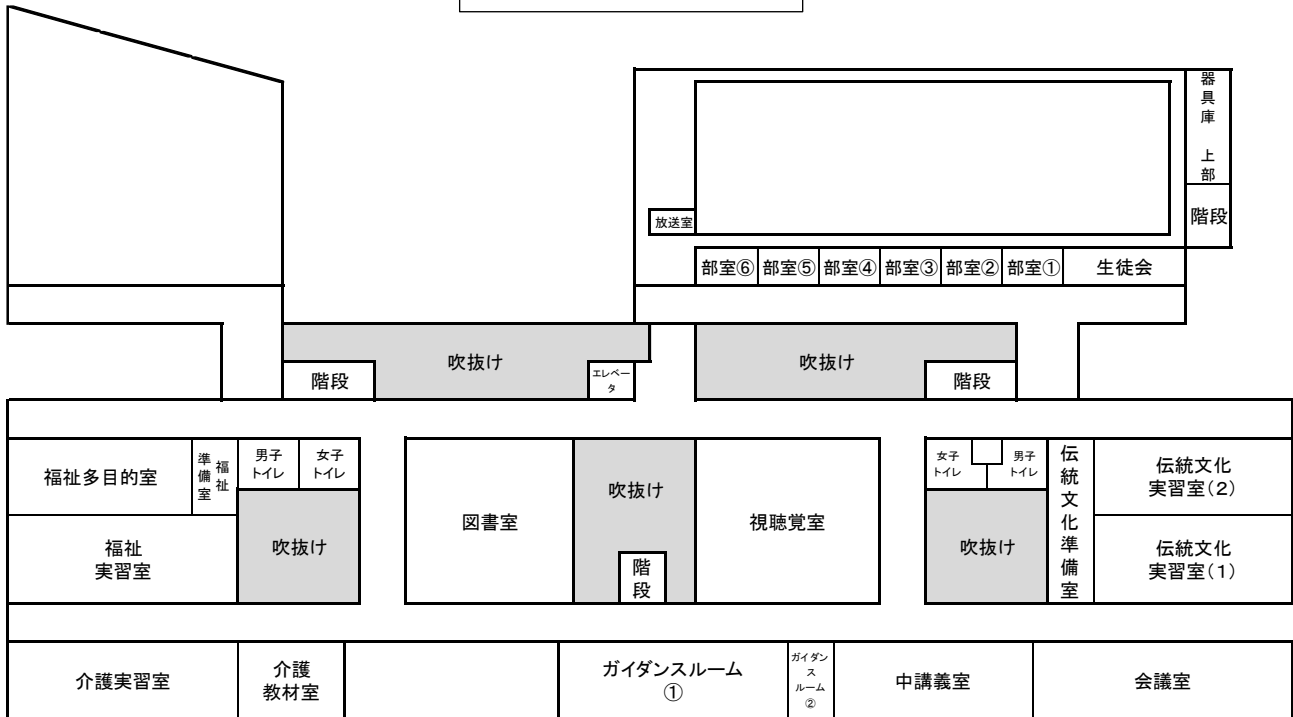 器具庫 上部
階段
放送室
部室⑥
部室⑤
部室④
部室③
部室②
部室①
生徒会
吹抜け
階段
エレベー
タ
吹抜け
階段
福祉多目的室
福祉
準備室
男子
トイレ
女子
トイレ
吹抜け
福祉
実習室
図書室
吹抜け
階
段
視聴覚室
女子
トイレ
男子
トイレ
吹抜け
伝統文化準備室
伝統文化
実習室(2)
伝統文化
実習室(1)
介護実習室
介護
教材室
ガイダンスルーム
①
ガイダン
ス
ルーム
②
中講義室
会議室